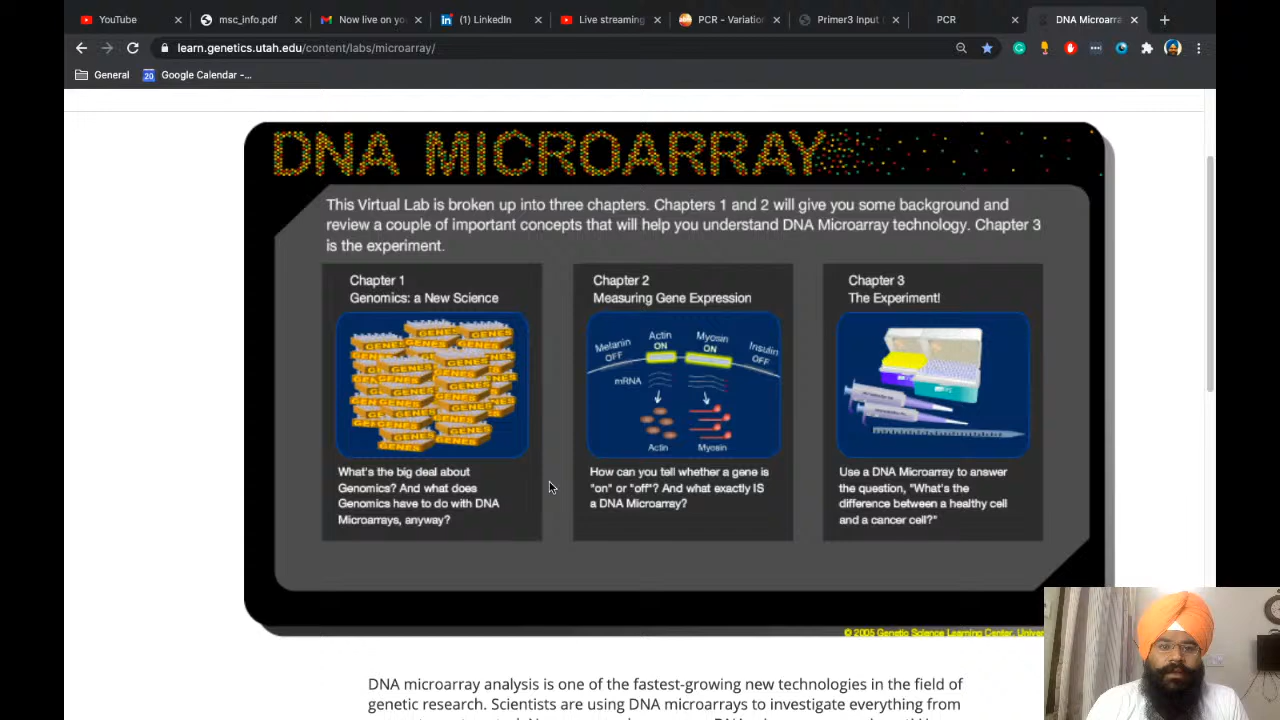 YouTube
msc_info.pdf
Now live on yo
(1) LinkedIn
Live streaming
PCR - Variation
Primer3 Input
PCR
DNA Microarr
learn.genetics.utah.edu/content/labs/microarray/
General
20
Google Calendar -...
DNA MICROARRAY
This Virtual Lab is broken up into three chapters. Chapters 1 and 2 will give you some background and
review a couple of important concepts that will help you understand DNA Microarray technology. Chapter 3
is the experiment.
Chapter 1
Genomics: a New Science
GENES
What's the big deal about
Genomics? And what does
Genomics have to do with DNA
Microarrays, anyway?
Chapter 2
Measuring Gene Expression
Melanin
OFF
Actin
ON
Myosin
ON
Insulin
OFF
mRNA
Actin
Myosin
How can you tell whether a gene is
"on" or "off"? And what exactly IS
a DNA Microarray?
Chapter 3
The Experiment!
Use a DNA Microarray to answer
the question, "What's the
difference between a healthy cell
and a cancer cell?"
© 2005 Genetic Science Learning Center, Univer
DNA microarray analysis is one of the fastest-growing new technologies in the field of
genetic research. Scientists are using DNA microarrays to investigate everything from